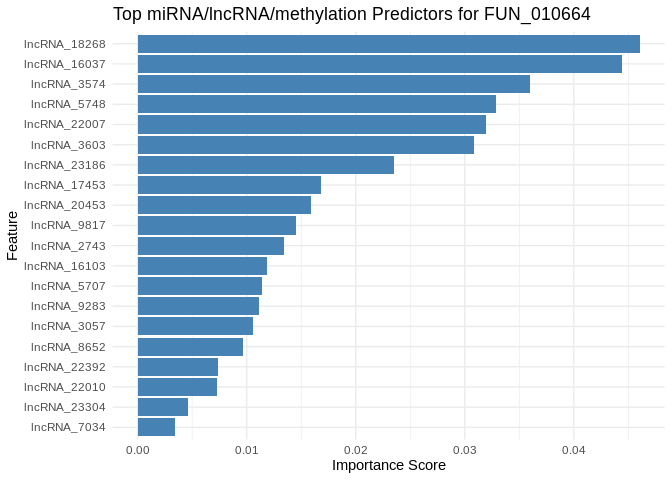 Top miRNA/lncRNA/methylation Predictors for FUN_010664
lncRNA_18268
lncRNA_16037
lncRNA_3574
lncRNA_5748
lncRNA_22007
lncRNA_3603
lncRNA_23186
lncRNA_17453
lncRNA_20453
lncRNA_9817
lncRNA_2743
lncRNA_16103
lncRNA_5707
lncRNA_9283
lncRNA_3057
lncRNA_8652
lncRNA_22392
lncRNA_22010
lncRNA_23304
lncRNA_7034
Feature
0.00 0.01 0.02 0.03 0.04
Importance Score